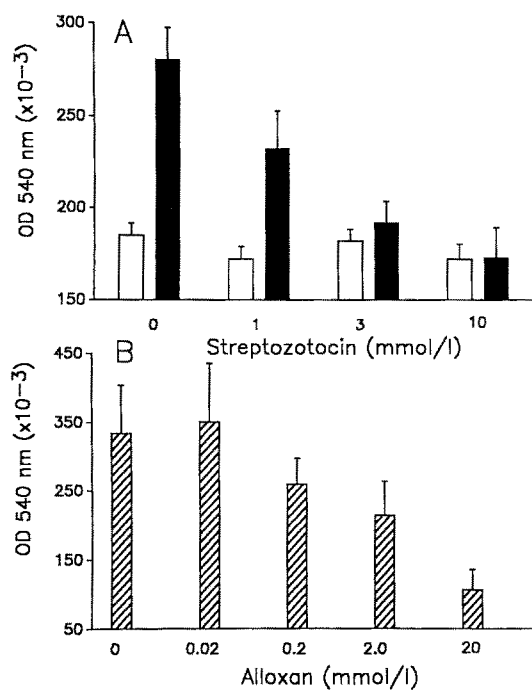 A
OD 540 nm (x10−3)
300
250
200
150
0 1 3 10
Streptozotocin (mmol/l)
B
OD 540 nm (x10−3)
450
350
250
150
50
0 0.02 0.2 2.0 20
Alloxan (mmol/l)